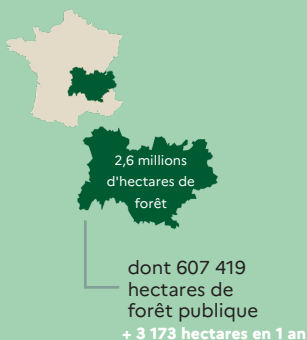 2,6 millions
d'hectares de
forêt
dont 607 419
hectares de
forêt publique
+ 3 173 hectares en 1 an